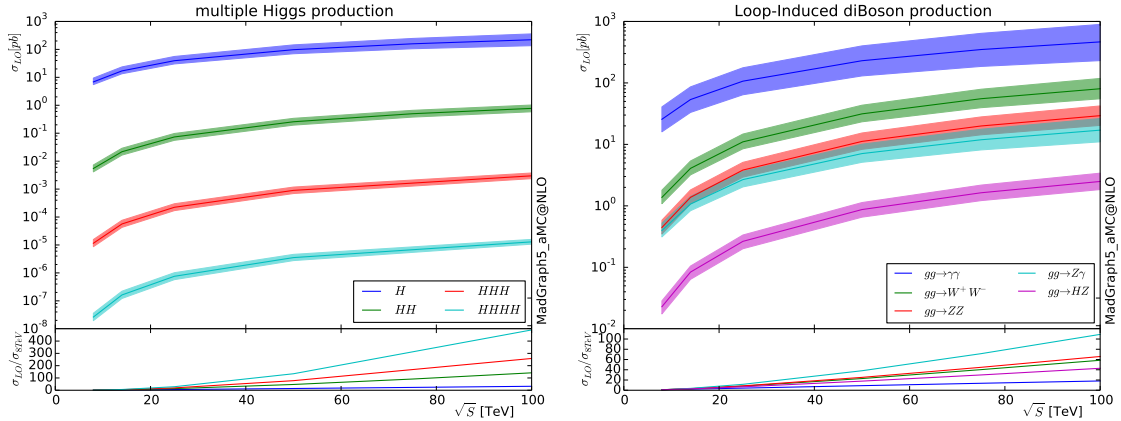 multiple Higgs production
σ_LO[pb]
10^3
10^2
10^1
10^0
10^-1
10^-2
10^-3
10^-4
10^-5
10^-6
10^-7
10^-8
H
HH
HHH
HHHH
MadGraph5_aMC@NLO
σ_LO/σ_8TeV
400
300
200
100
0
0 20 40 60 80 100
√S [TeV]
Loop-Induced diBoson production
σ_LO[pb]
10^3
10^2
10^1
10^0
10^-1
10^-2
gg→γγ
gg→W^+W^-
gg→ZZ
gg→Zγ
gg→HZ
MadGraph5_aMC@NLO
σ_LO/σ_8TeV
100
80
60
40
20
0
0 20 40 60 80 100
√S [TeV]